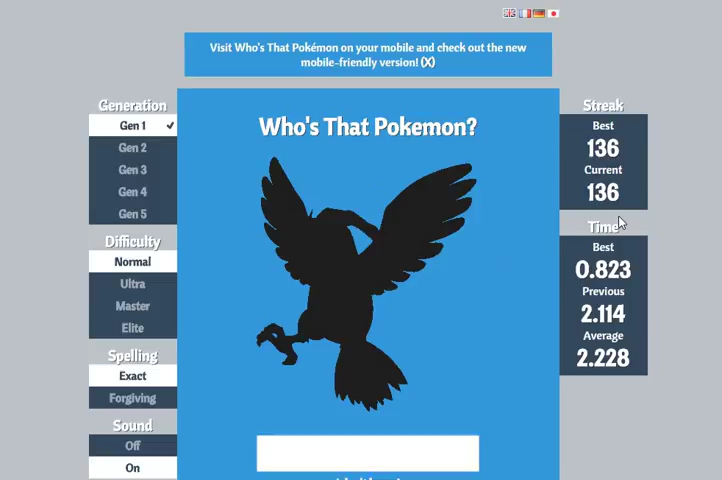 Visit Who's That Pokémon on your mobile and check out the new
mobile-friendly version! (X)
Generation
Gen 1
Gen 2
Gen 3
Gen 4
Gen 5
Difficulty
Normal
Ultra
Master
Elite
Spelling
Exact
Forgiving
Sound
Off
On
Who's That Pokemon?
Streak
Best
136
Current
136
Time
Best
0.823
Previous
2.114
Average
2.228